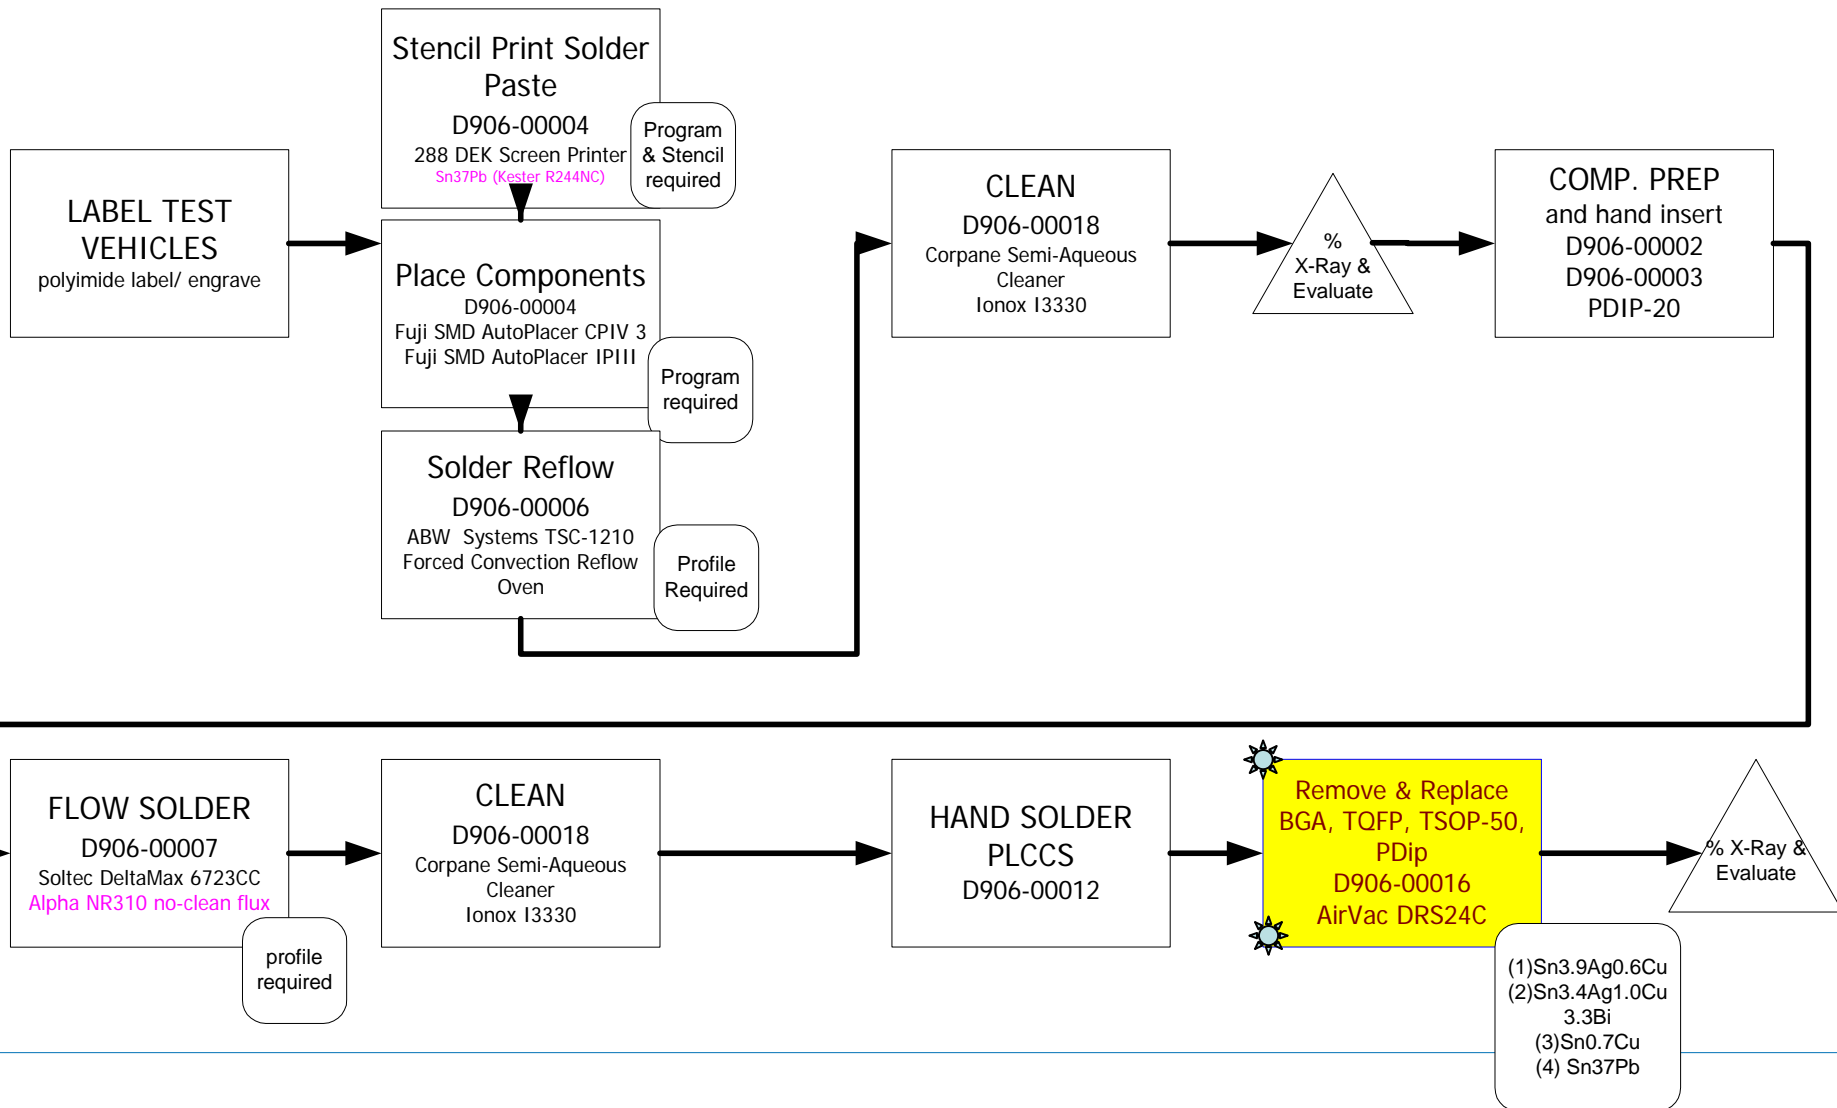 LABEL TEST
VEHICLES
polyimide label/ engrave
Stencil Print Solder
Paste
D906-00004
288 DEK Screen Printer
Sn37Pb (Kester R244NC)
Program
& Stencil
required
Place Components
D906-00004
Fuji SMD AutoPlacer CPIV 3
Fuji SMD AutoPlacer IPIII
Program
required
Solder Reflow
D906-00006
ABW  Systems TSC-1210
Forced Convection Reflow
Oven
Profile
Required
CLEAN
D906-00018
Corpane Semi-Aqueous
Cleaner
Ionox I3330
%
X-Ray &
Evaluate
COMP. PREP
and hand insert
D906-00002
D906-00003
PDIP-20
FLOW SOLDER
D906-00007
Soltec DeltaMax 6723CC
Alpha NR310 no-clean flux
profile
required
CLEAN
D906-00018
Corpane Semi-Aqueous
Cleaner
Ionox I3330
HAND SOLDER
PLCCS
D906-00012
Remove & Replace
BGA, TQFP, TSOP-50,
PDip
D906-00016
AirVac DRS24C
(1)Sn3.9Ag0.6Cu
(2)Sn3.4Ag1.0Cu
3.3Bi
(3)Sn0.7Cu
(4) Sn37Pb
% X-Ray &
Evaluate